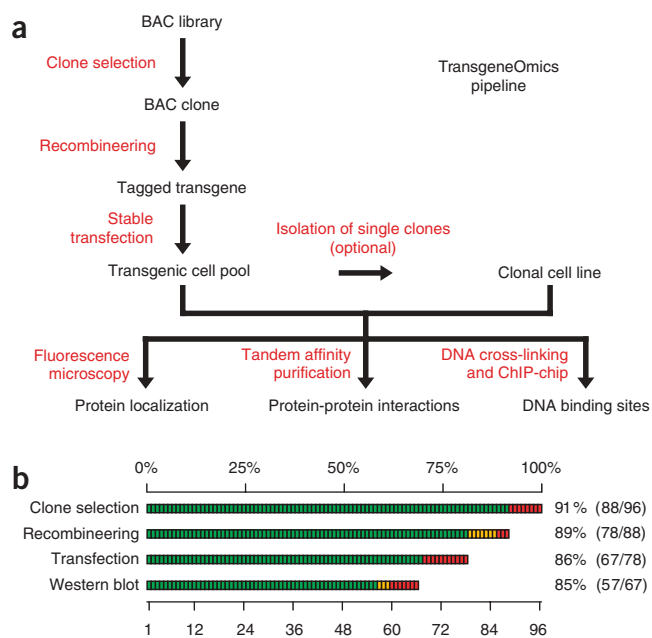 a
BAC library
Clone selection
TransgeneOmics
pipeline
BAC clone
Recombineering
Tagged transgene
Stable
transfection
Isolation of single clones
(optional)
Transgenic cell pool
Clonal cell line
Fluorescence
microscopy
Tandem affinity
purification
DNA cross-linking
and ChIP-chip
Protein localization
Protein-protein interactions
DNA binding sites
b
0% 25% 50% 75% 100%
Clone selection 91% (88/96)
Recombineering 89% (78/88)
Transfection 86% (67/78)
Western blot 85% (57/67)
1 12 24 36 48 60 72 84 96